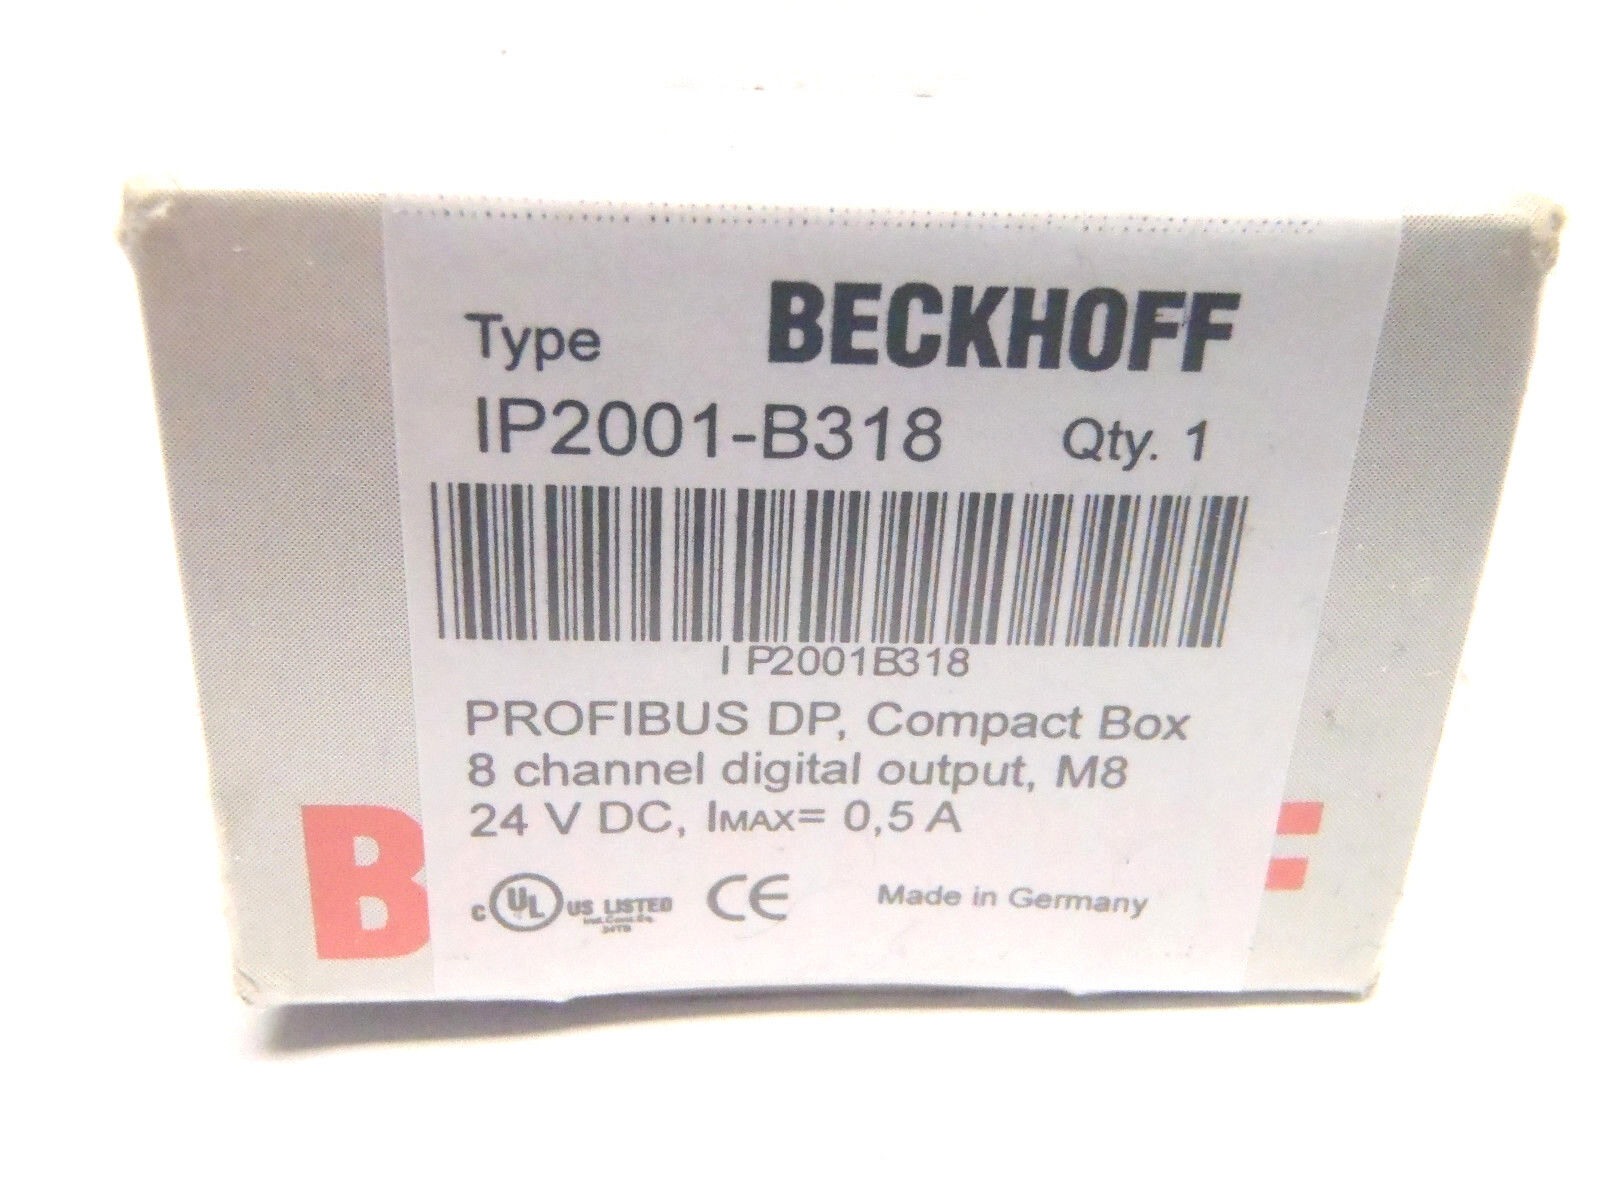 BECKHOFF
Type
IP2001-B318 Qty. 1
I P2001B318
PROFIBUS DP, Compact Box
8 channel digital output, M8
24 V DC, IMAX= 0,5 A
C UL US LISTED
CE Made in Germany
B F